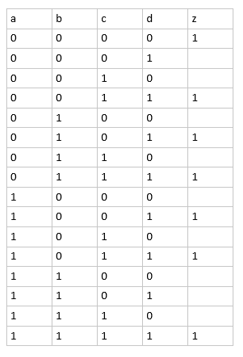 a b c d z
0 0 0 0 1
0 0 0 1
0 0 1 0
0 0 1 1 1
0 1 0 0
0 1 0 1 1
0 1 1 0
0 1 1 1 1
1 0 0 0
1 0 0 1 1
1 0 1 0
1 0 1 1 1
1 1 0 0
1 1 0 1
1 1 1 0
1 1 1 1 1